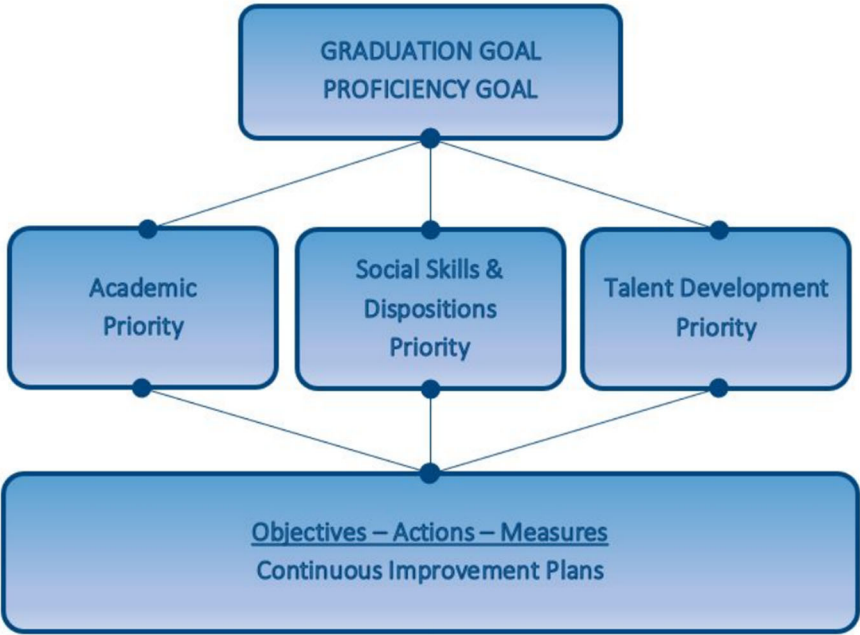 GRADUATION GOAL
PROFICIENCY GOAL
Academic
Priority
Social Skills &
Dispositions
Priority
Talent Development
Priority
Objectives – Actions – Measures
Continuous Improvement Plans